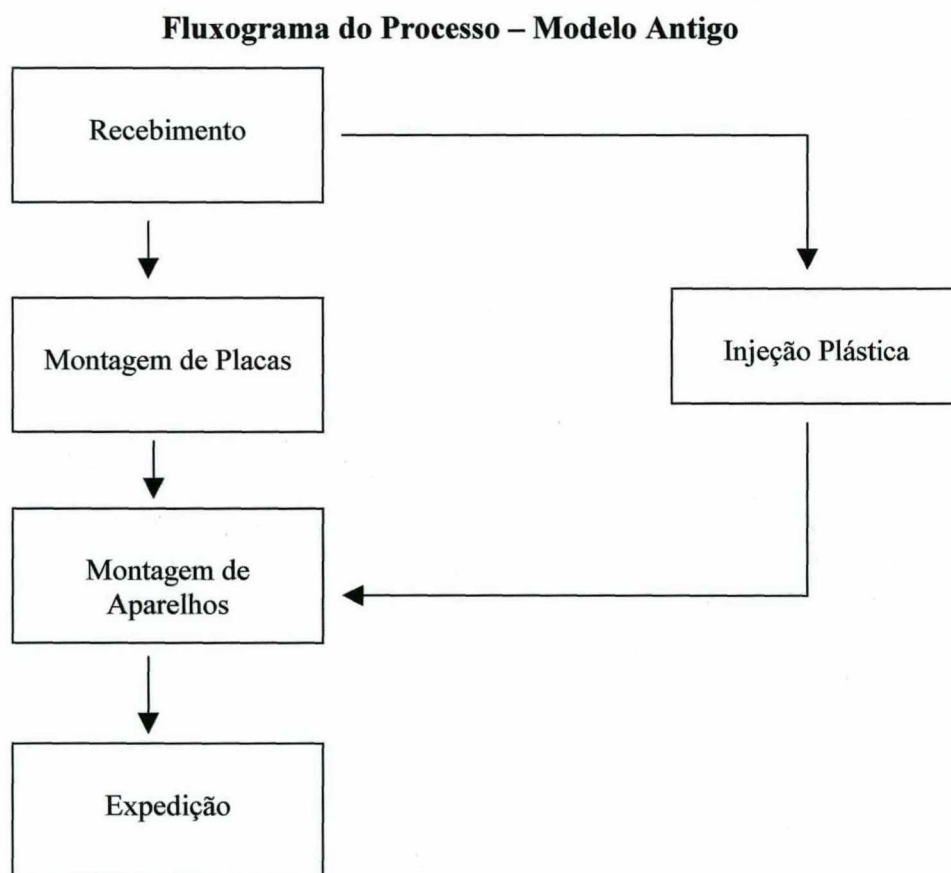 Fluxograma do Processo – Modelo Antigo
Recebimento
Montagem de Placas
Injeção Plástica
Montagem de
Aparelhos
Expedição